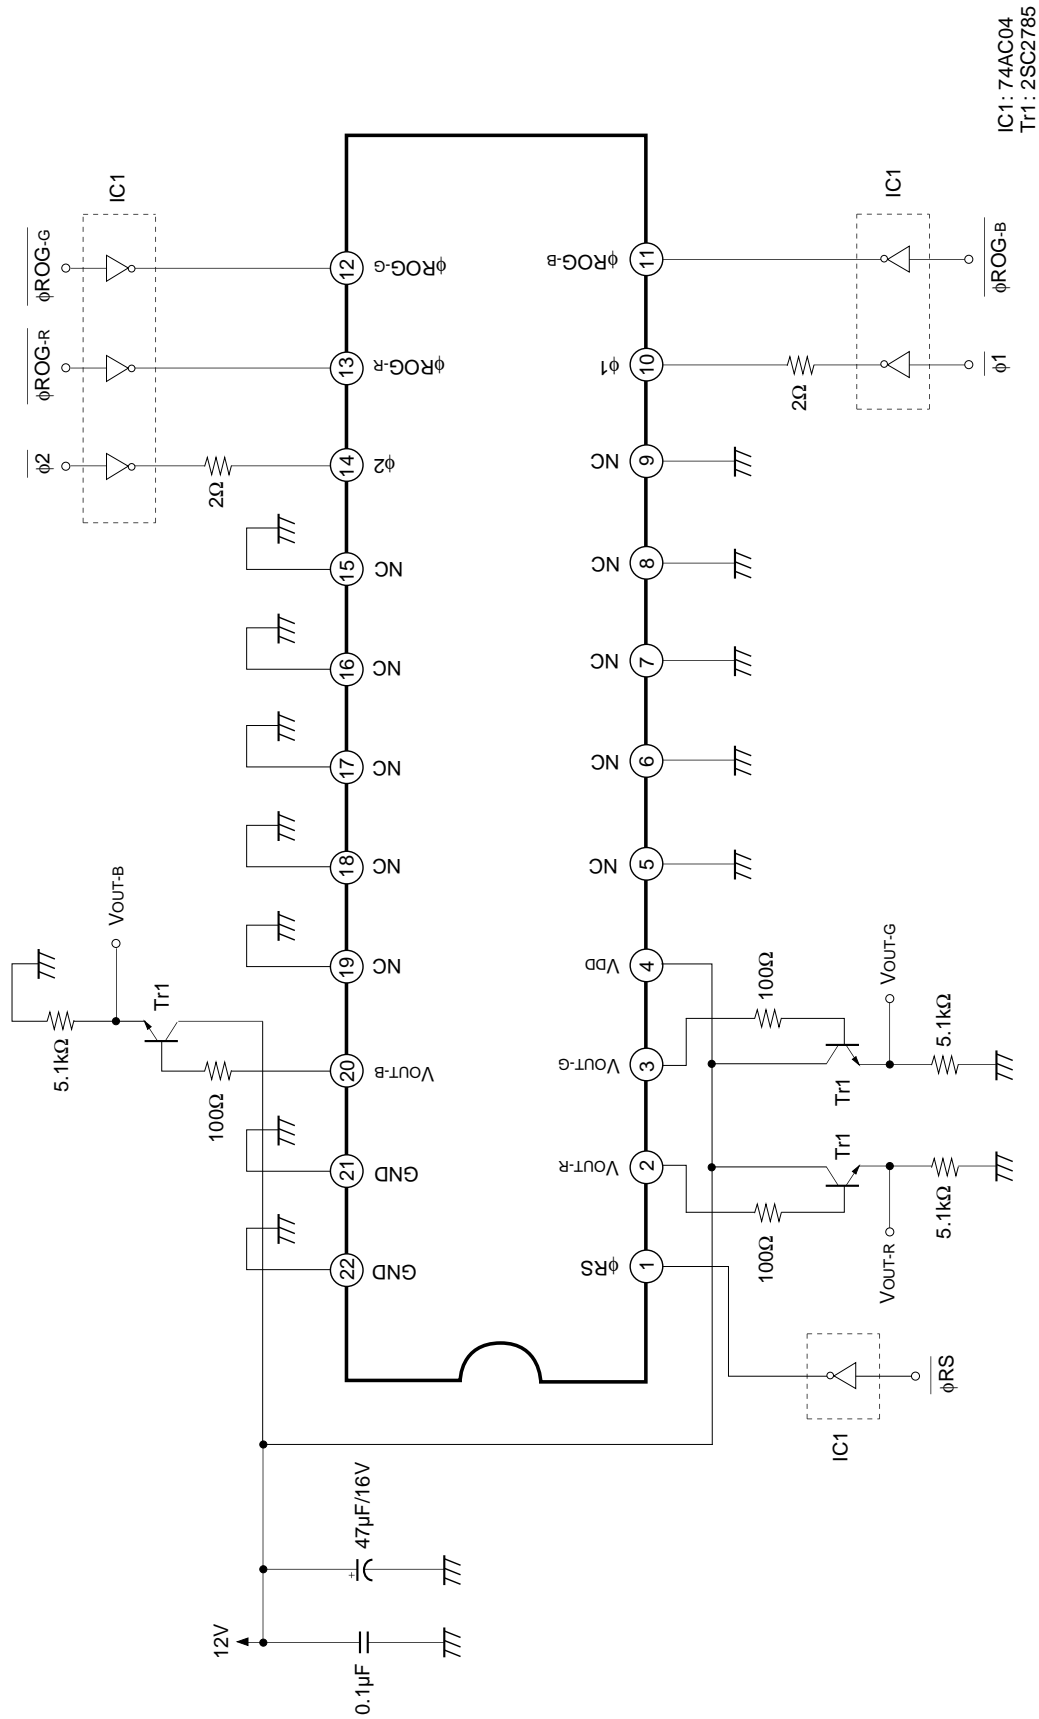 φ2
φROG-R
φROG-G
5.1kΩ
VOUT-B
IC1
Tr1
12V
100Ω
2Ω
22
21
20
19
18
17
16
15
14
13
12
0.1µF
47µF/16V
GND
GND
VOUT-B
NC
NC
NC
NC
NC
φ2
φROG-R
φROG-G
φRS
VOUT-R
VOUT-G
VDD
NC
NC
NC
NC
NC
φ1
φROG-B
1
2
3
4
5
6
7
8
9
10
11
100Ω
100Ω
2Ω
IC1
Tr1
Tr1
VOUT-R
VOUT-G
IC1
φRS
5.1kΩ
5.1kΩ
φ1
φROG-B
IC1: 74AC04
Tr1: 2SC2785